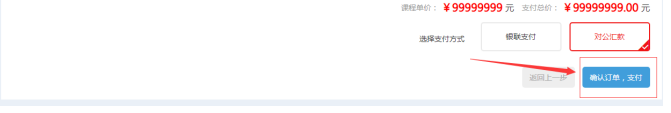 课程单价： ¥ 99999999 元 支付总价： ¥ 99999999.00 元
选择支付方式 银联支付 对公汇款
返回上一步 确认订单，支付